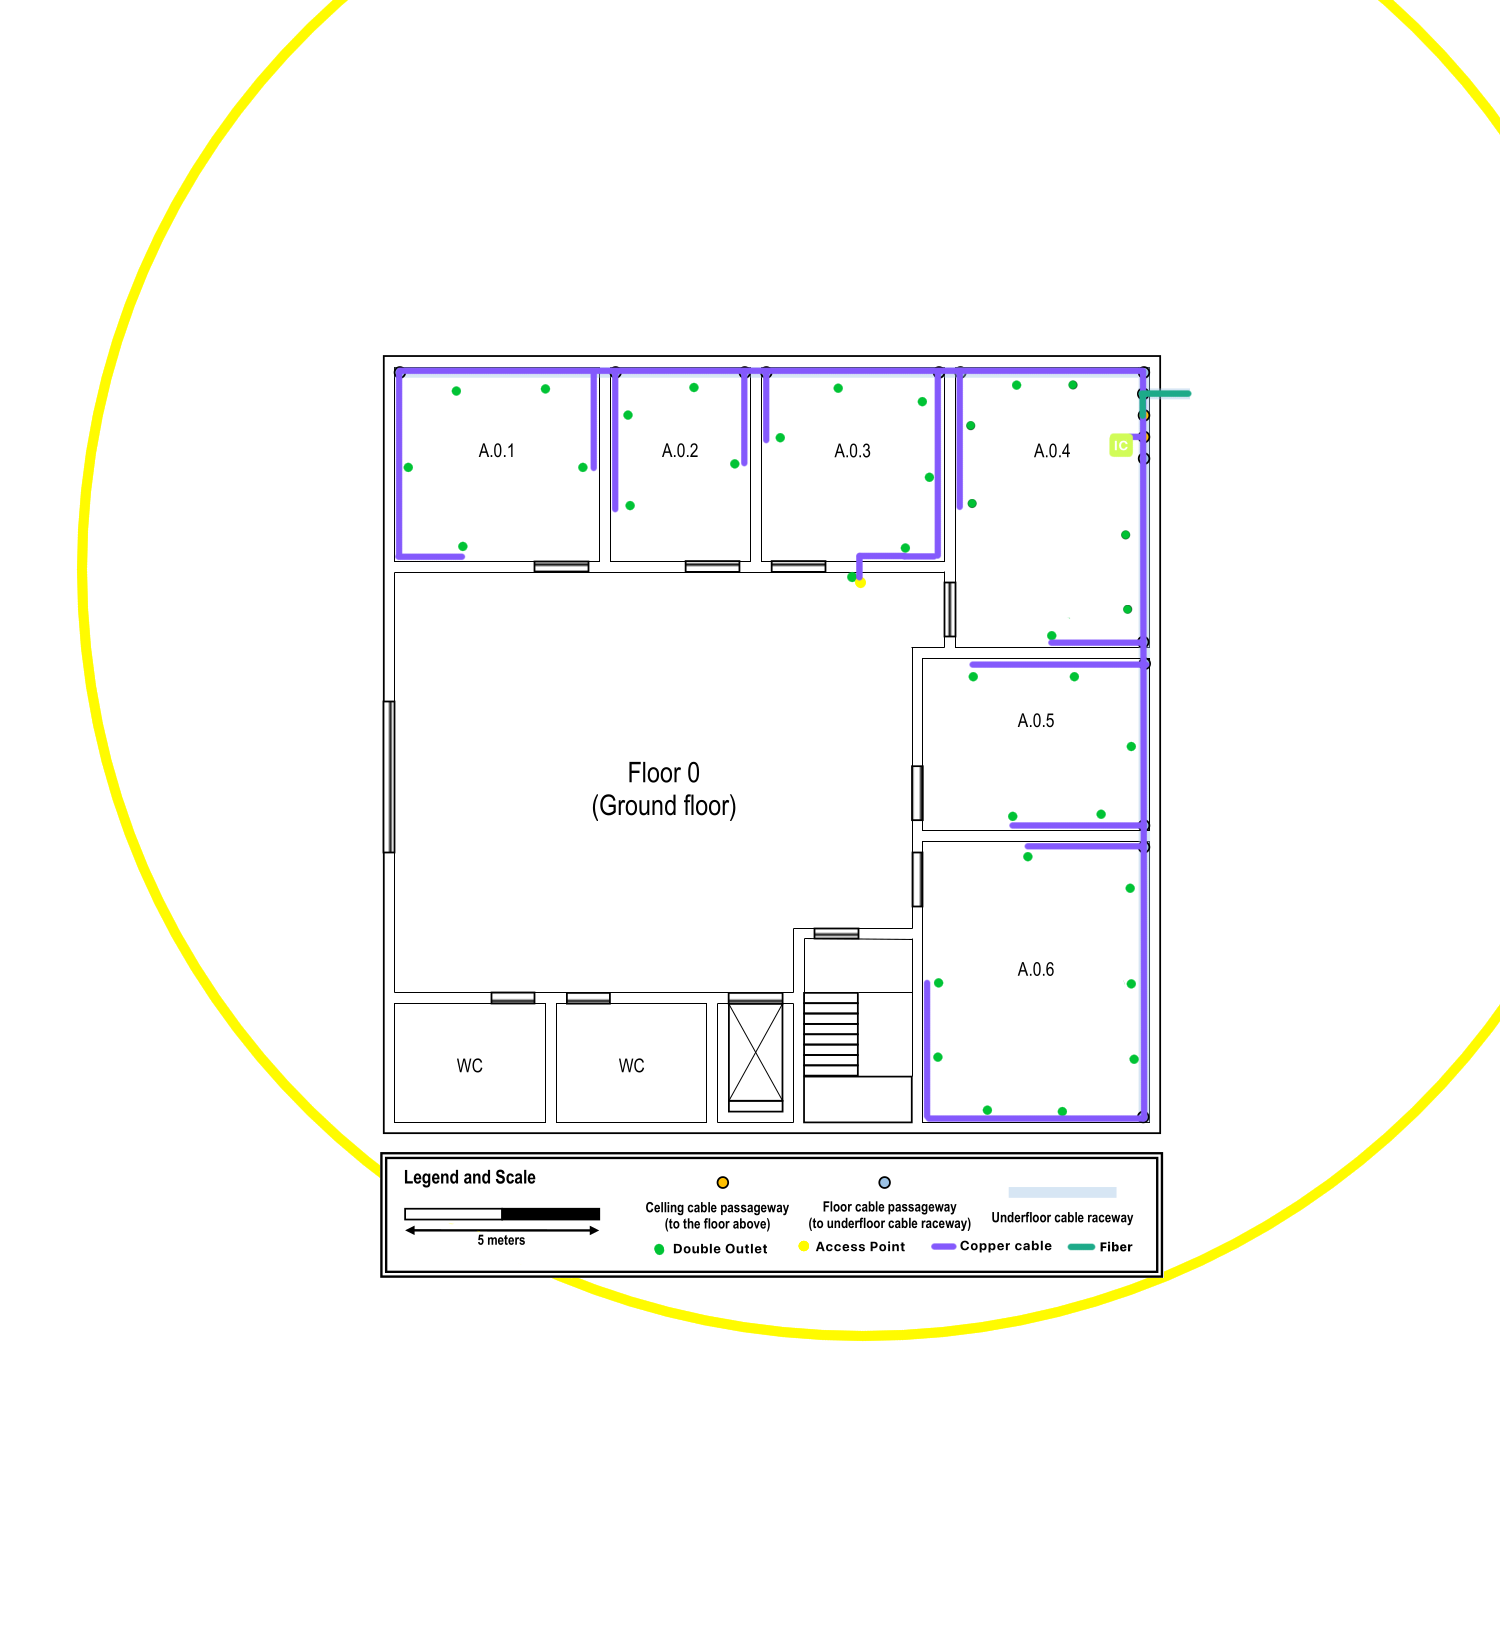 A.0.1
A.0.2
A.0.3
A.0.4
IC
A.0.5
Floor 0
(Ground floor)
A.0.6
WC
WC
Legend and Scale
5 meters
Celling cable passageway
(to the floor above)
Floor cable passageway
(to underfloor cable raceway)
Underfloor cable raceway
Double Outlet
Access Point
Copper cable
Fiber